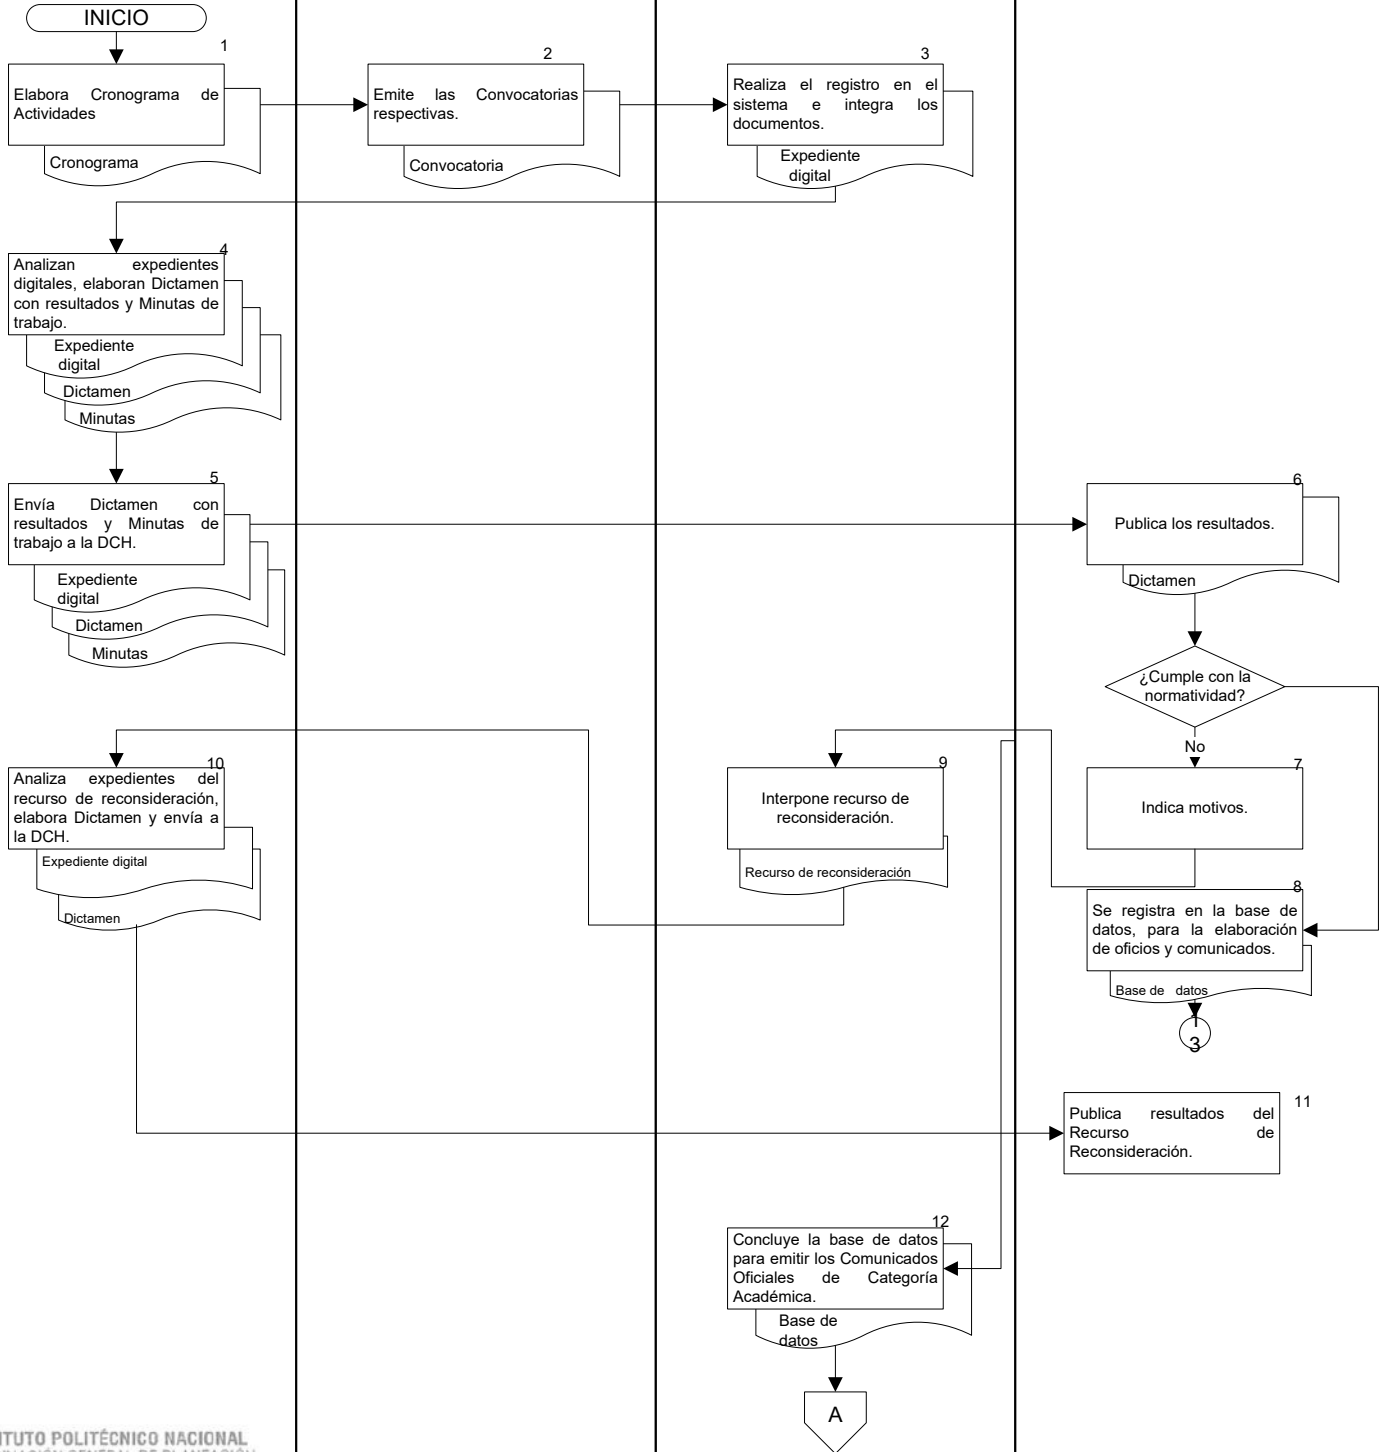 INICIO
1
Elabora Cronograma de
Actividades
Cronograma
2
Emite las Convocatorias
respectivas.
Convocatoria
3
Realiza el registro en el
sistema e integra los
documentos.
Expediente
digital
4
Analizan expedientes
digitales, elaboran Dictamen
con resultados y Minutas de
trabajo.
Expediente
digital
Dictamen
Minutas
5
Envía Dictamen con
resultados y Minutas de
trabajo a la DCH.
Expediente
digital
Dictamen
Minutas
6
Publica los resultados.
Dictamen
¿Cumple con la
normatividad?
No
7
Indica motivos.
8
Se registra en la base de
datos, para la elaboración
de oficios y comunicados.
Base de datos
1
3
9
Interpone recurso de
reconsideración.
Recurso de reconsideración
10
Analiza expedientes del
recurso de reconsideración,
elabora Dictamen y envía a
la DCH.
Expediente digital
Dictamen
11
Publica resultados del
Recurso de
Reconsideración.
12
Concluye la base de datos
para emitir los Comunicados
Oficiales de Categoría
Académica.
Base de
datos
A
ITUTO POLITÉCNICO NACIONAL